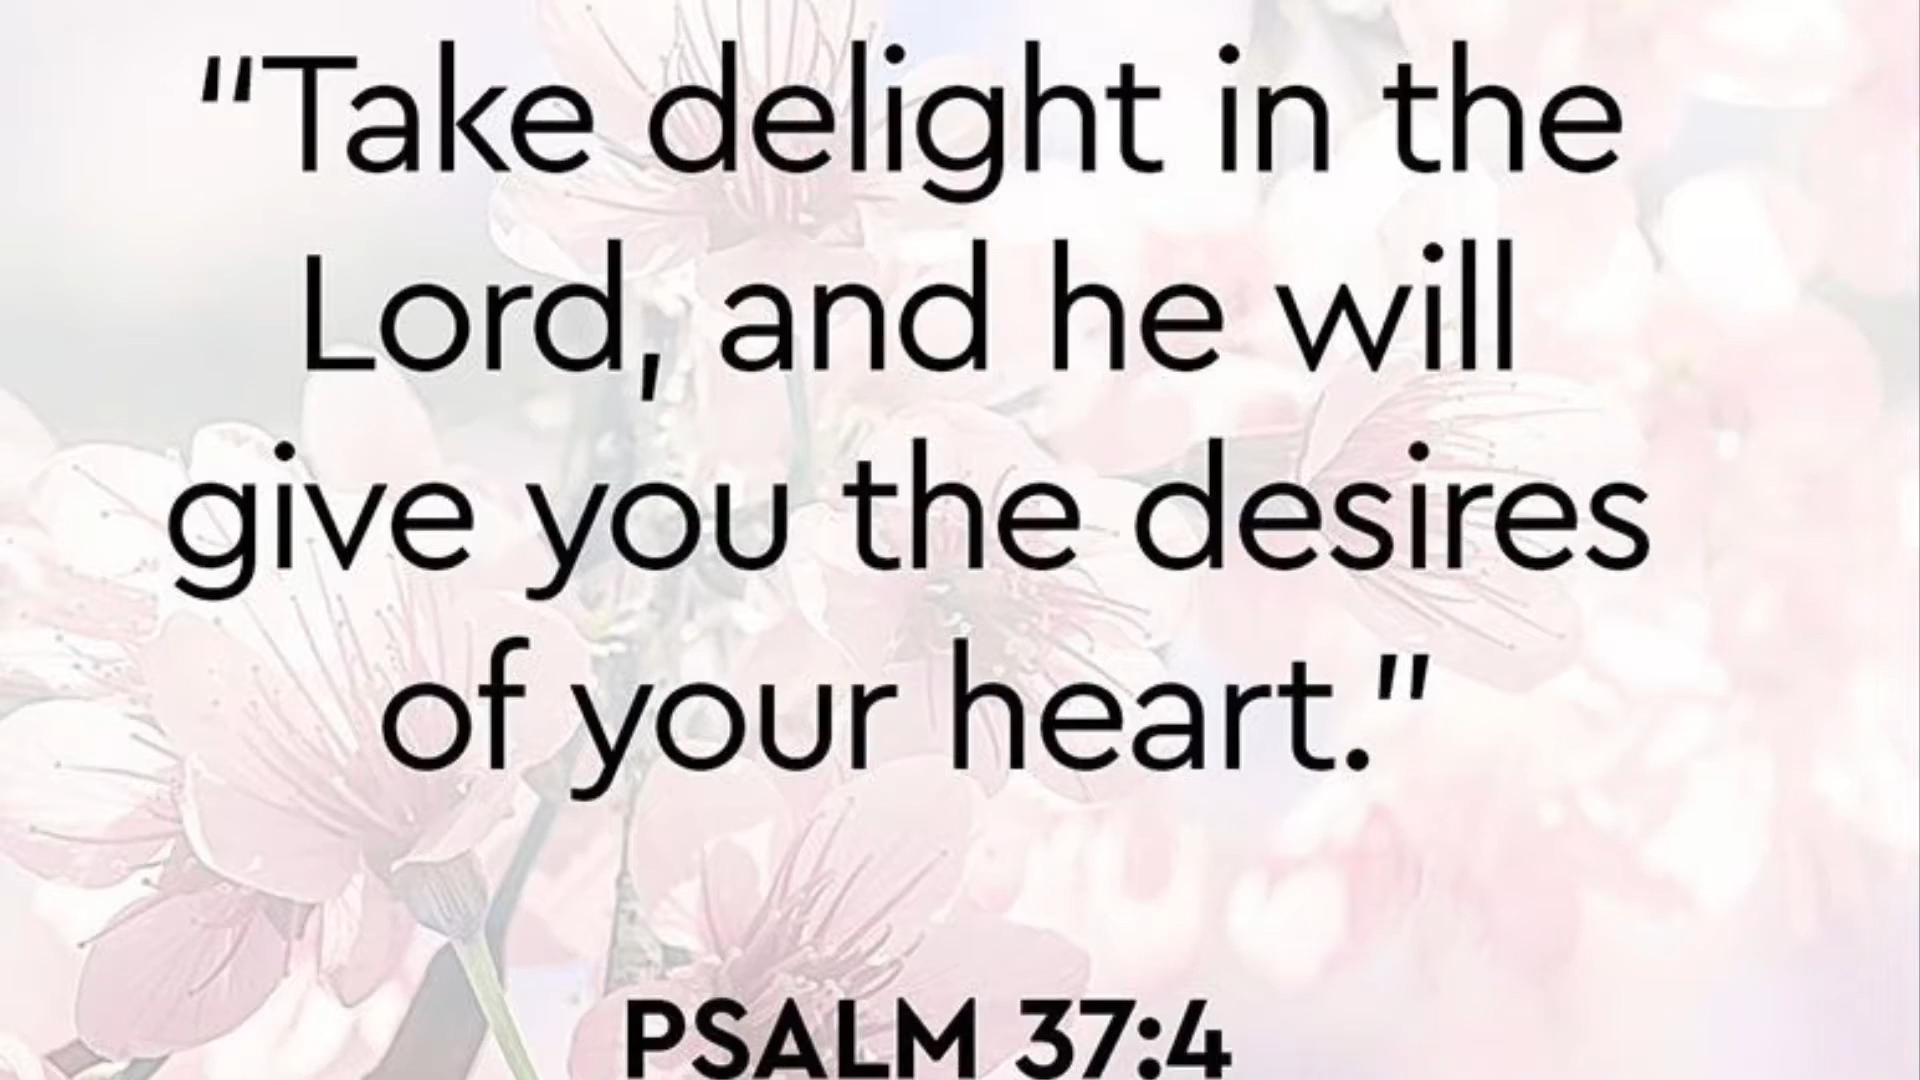 "Take delight in the
Lord, and he will
give you the desires
of your heart."
PSALM 37:4